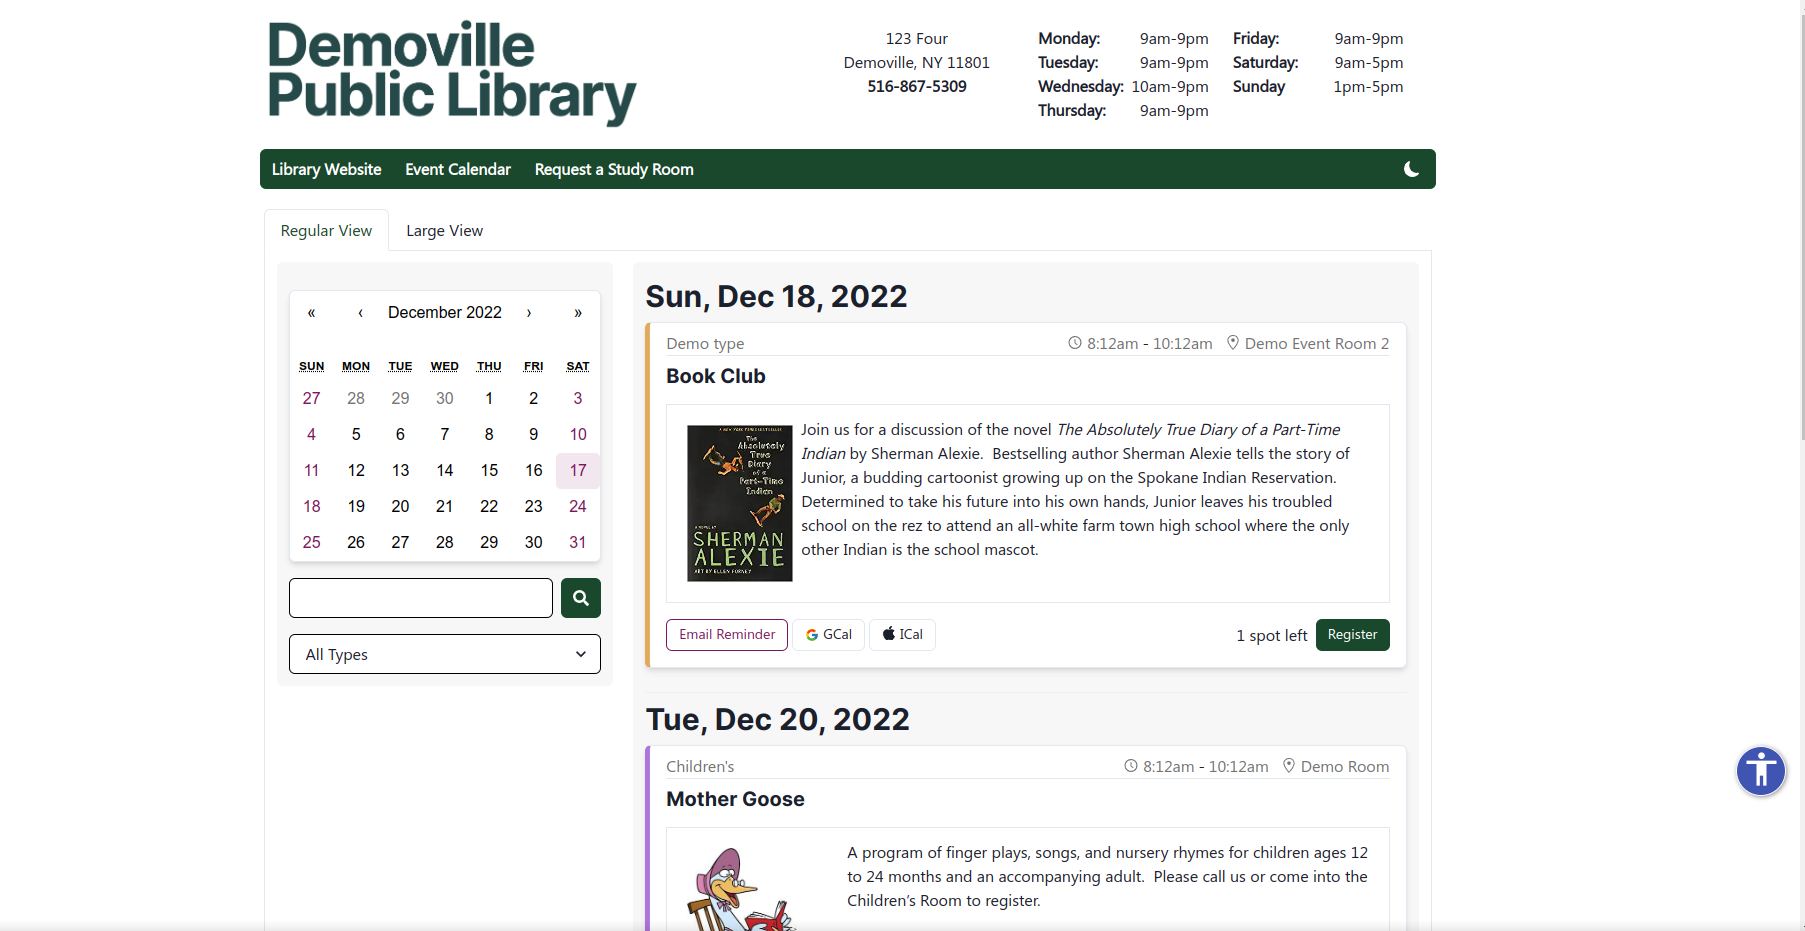 Demoville
Public Library
123 Four
Demoville, NY 11801
516-867-5309
Monday: 9am-9pm Friday: 9am-9pm
Tuesday: 9am-9pm Saturday: 9am-5pm
Wednesday: 10am-9pm Sunday 1pm-5pm
Thursday: 9am-9pm
Library Website Event Calendar Request a Study Room
Regular View Large View
« ‹ December 2022 › »
SUN MON TUE WED THU FRI SAT
27 28 29 30 1 2 3
4 5 6 7 8 9 10
11 12 13 14 15 16 17
18 19 20 21 22 23 24
25 26 27 28 29 30 31
All Types
Sun, Dec 18, 2022
Demo type 8:12am - 10:12am Demo Event Room 2
Book Club
A NEW YORK TIMES BESTSELLER
The
Absolutely
True
Diary
of a
Part-Time
Indian
A NOVEL BY
SHERMAN
ALEXIE
ART BY ELLEN FORNEY
Join us for a discussion of the novel The Absolutely True Diary of a Part-Time
Indian by Sherman Alexie.  Bestselling author Sherman Alexie tells the story of
Junior, a budding cartoonist growing up on the Spokane Indian Reservation.
Determined to take his future into his own hands, Junior leaves his troubled
school on the rez to attend an all-white farm town high school where the only
other Indian is the school mascot.
Email Reminder GCal ICal 1 spot left Register
Tue, Dec 20, 2022
Children's 8:12am - 10:12am Demo Room
Mother Goose
A program of finger plays, songs, and nursery rhymes for children ages 12
to 24 months and an accompanying adult.  Please call us or come into the
Children’s Room to register.